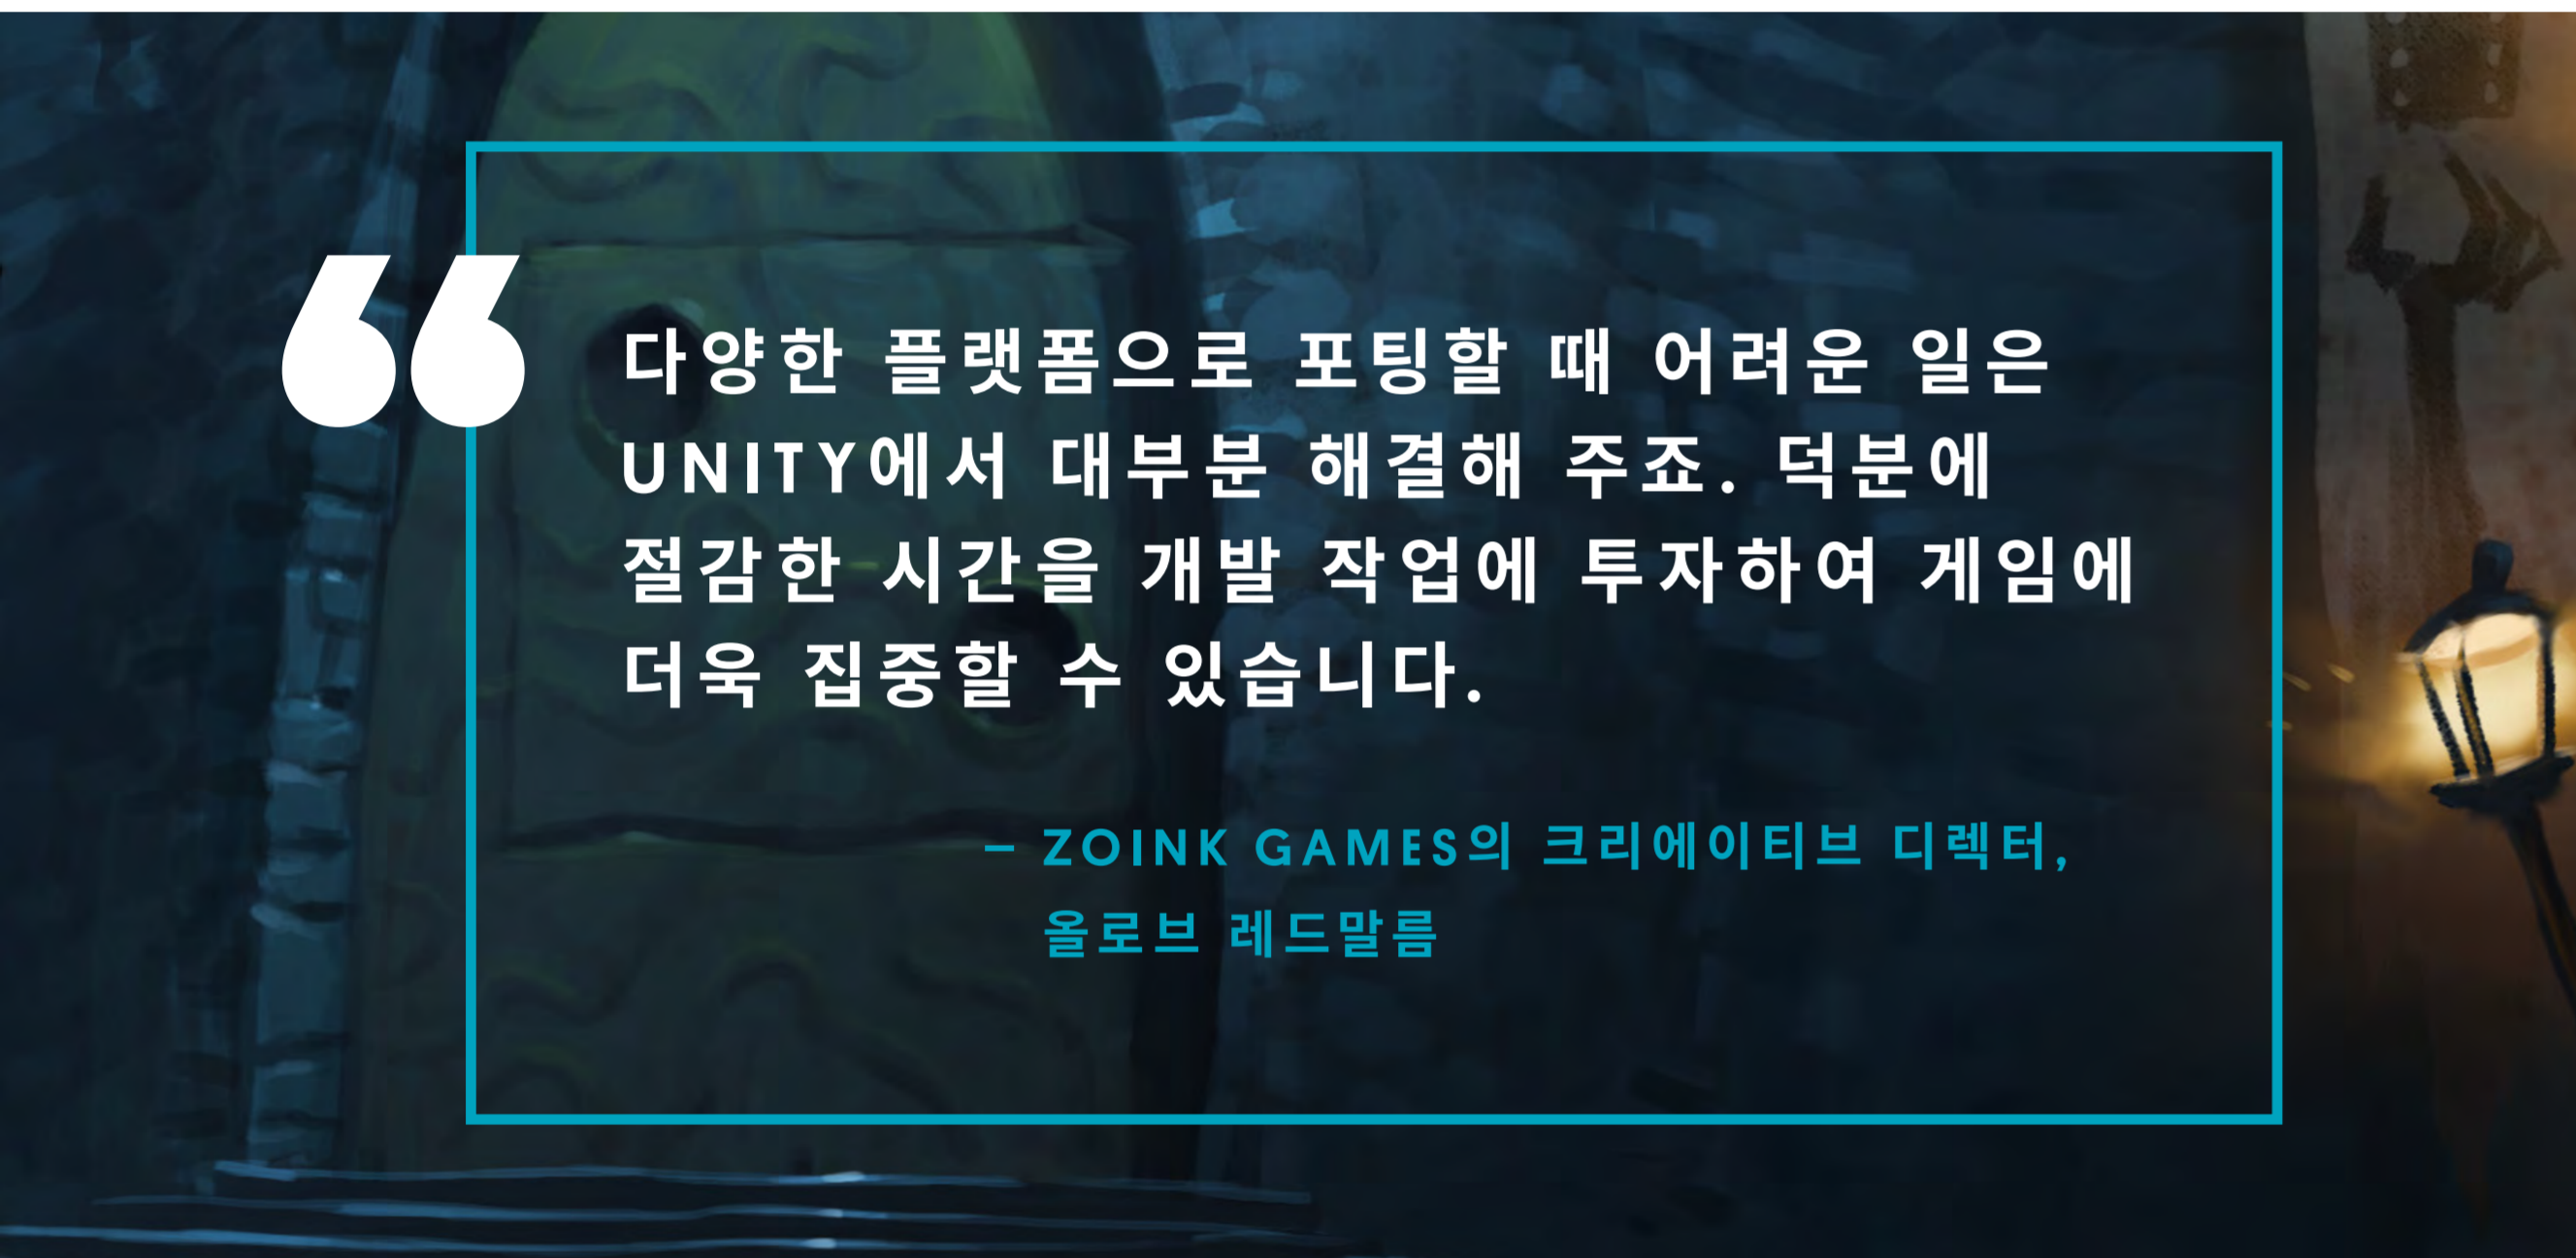 “
다양한 플랫폼으로 포팅할 때 어려운 일은
UNITY에서 대부분 해결해 주죠. 덕분에
절감한 시간을 개발 작업에 투자하여 게임에
더욱 집중할 수 있습니다.
– ZOINK GAMES의 크리에이티브 디렉터,
올로브 레드말름